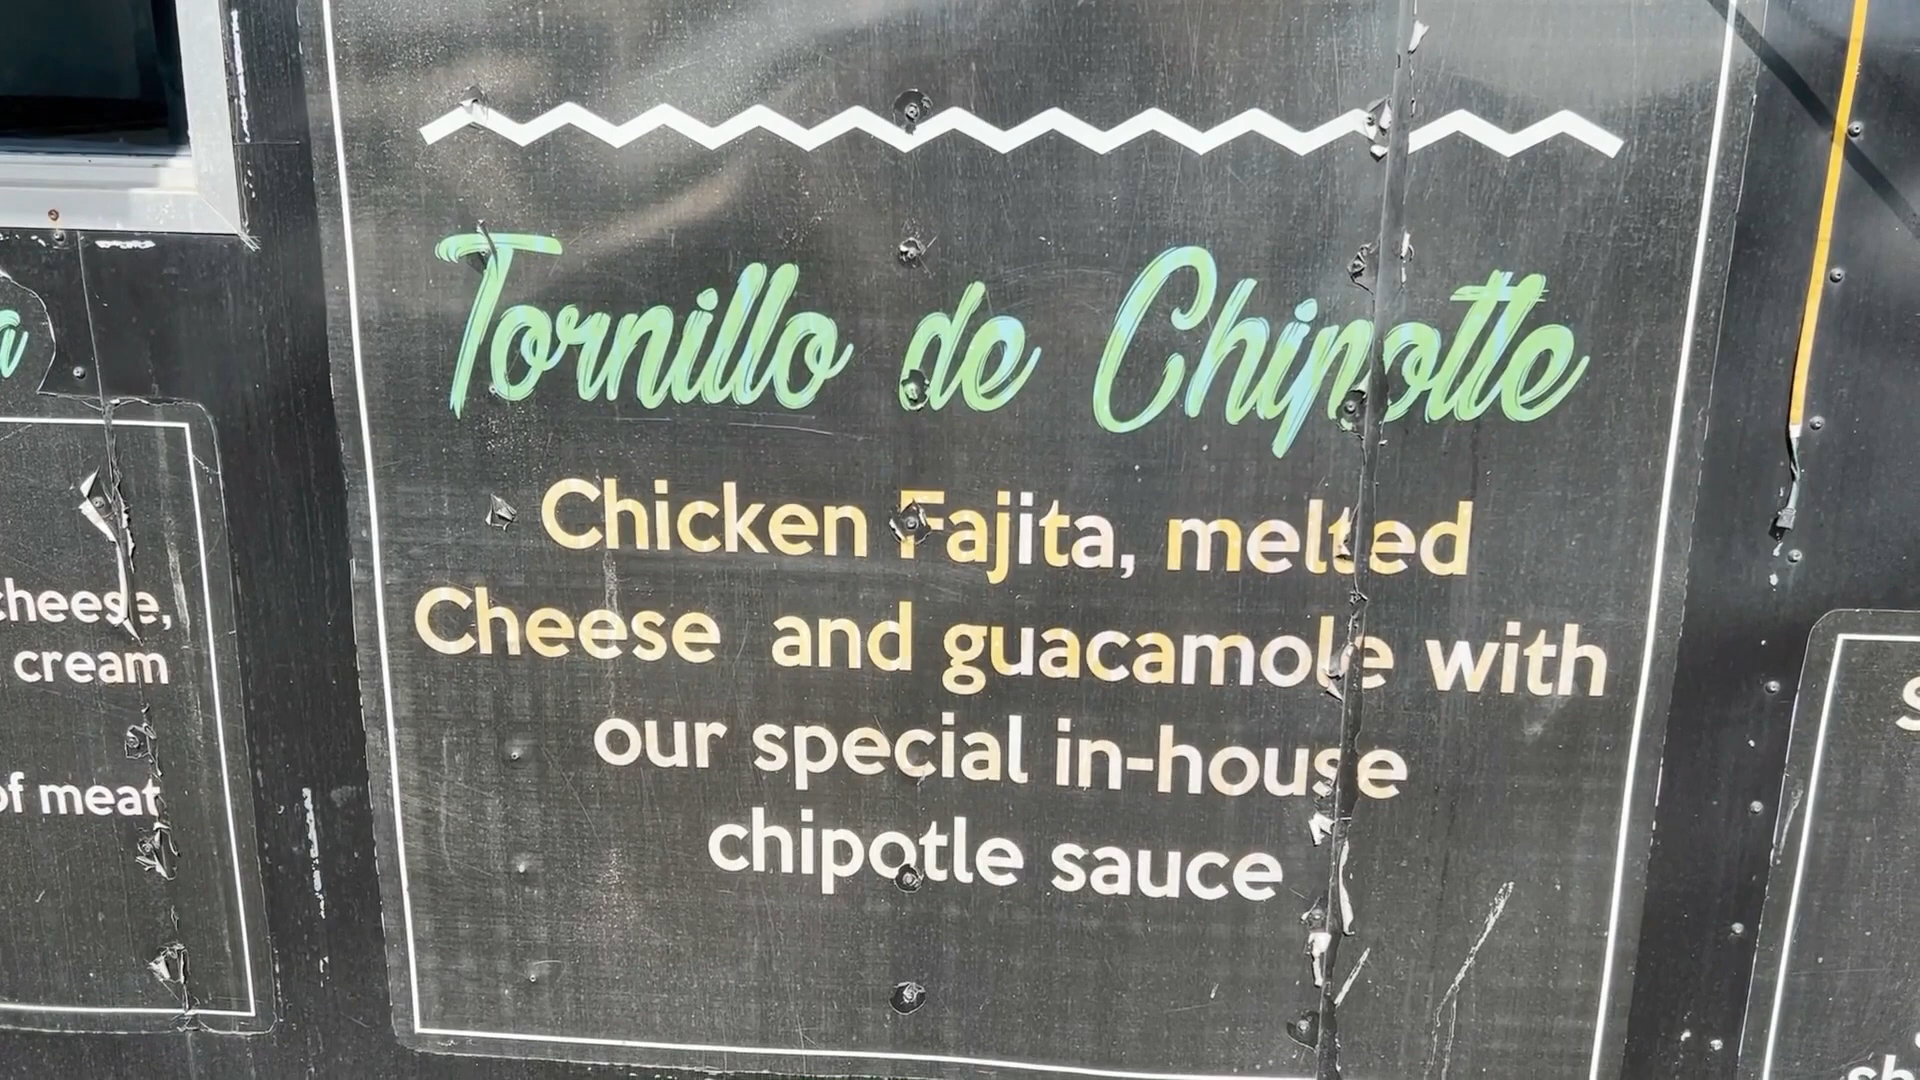 Tornillo de Chipotle
Chicken Fajita, melted
Cheese and guacamole with
our special in-house
chipotle sauce
cheese,
cream
of meat